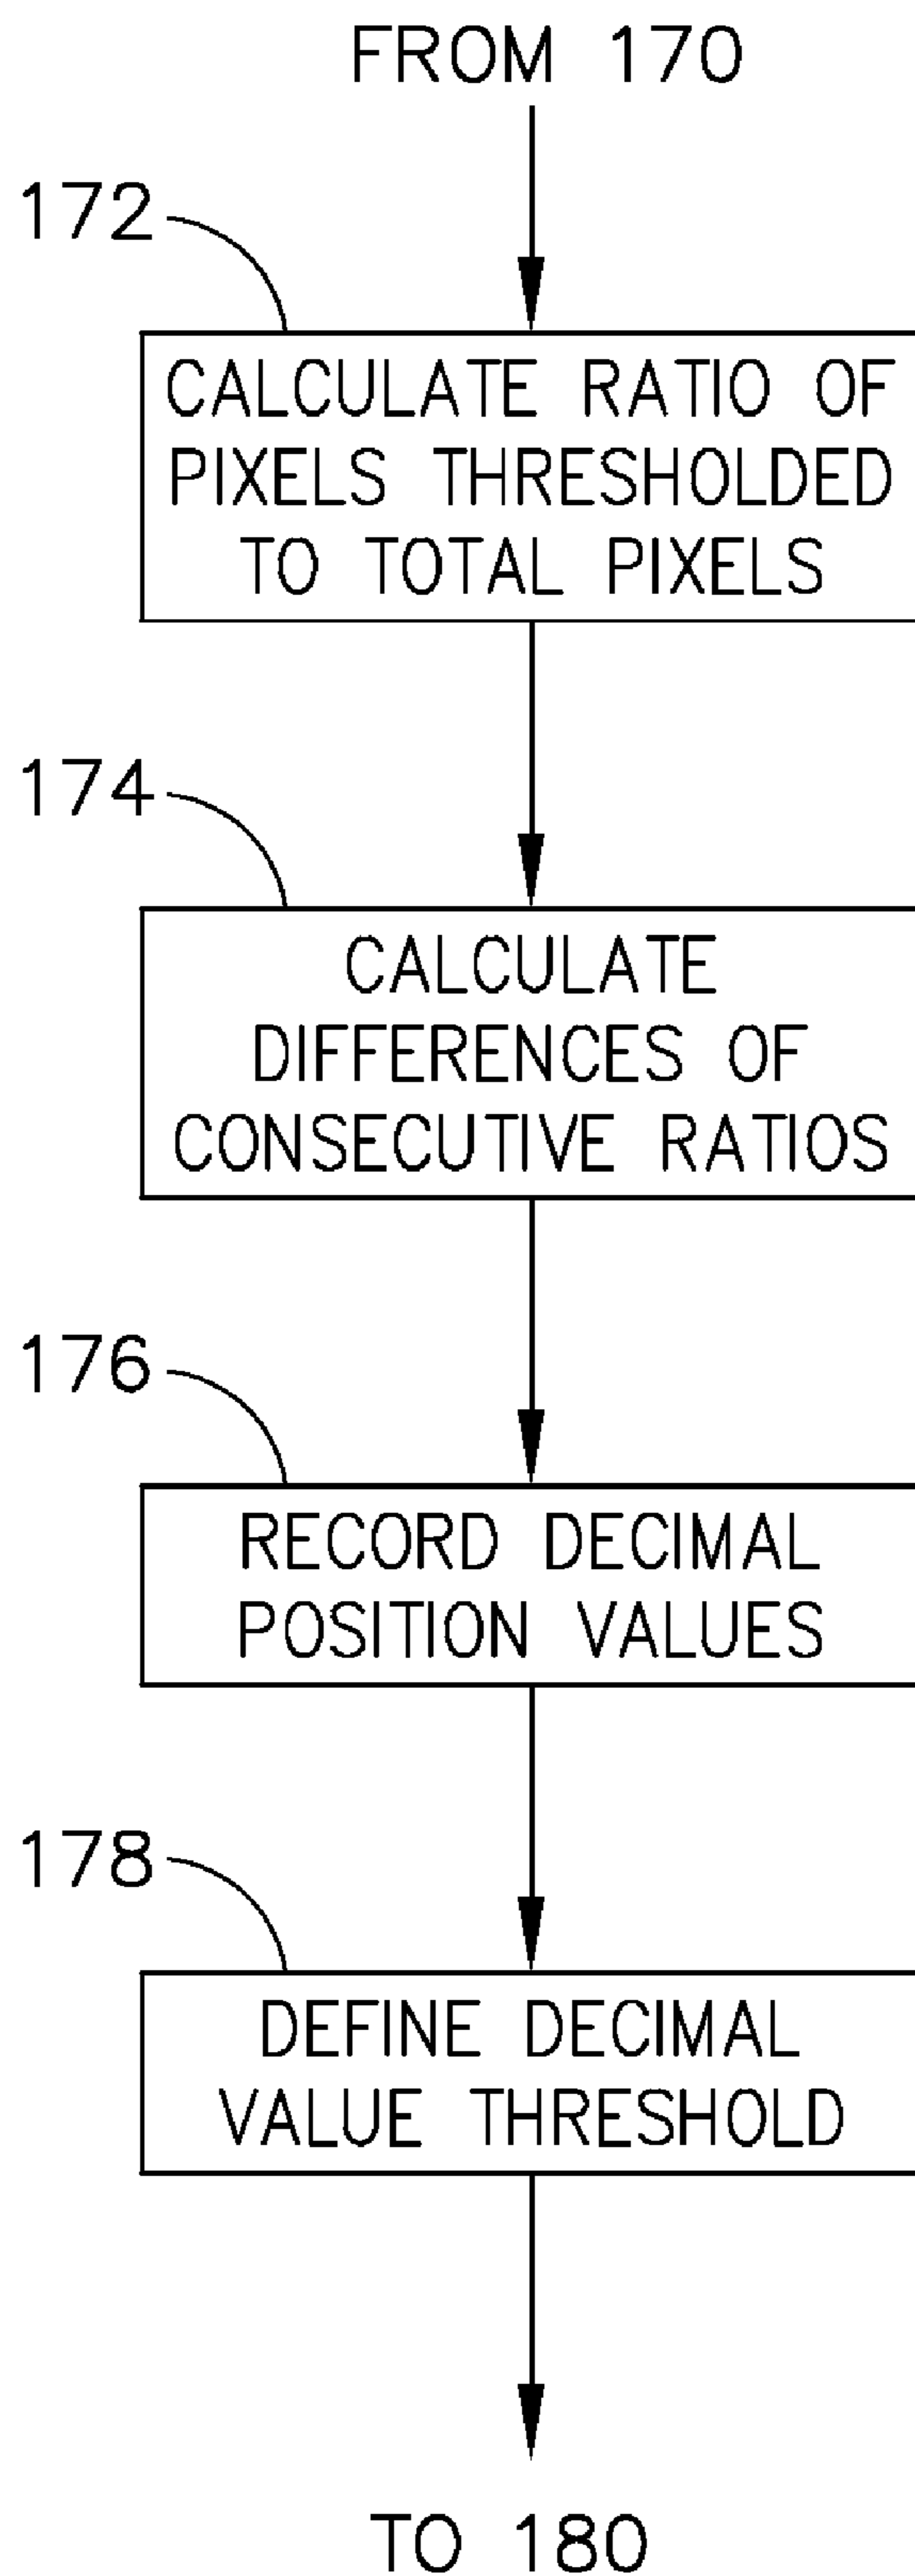 FROM 170
172
CALCULATE RATIO OF
PIXELS THRESHOLDED
TO TOTAL PIXELS
174
CALCULATE
DIFFERENCES OF
CONSECUTIVE RATIOS
176
RECORD DECIMAL
POSITION VALUES
178
DEFINE DECIMAL
VALUE THRESHOLD
TO 180